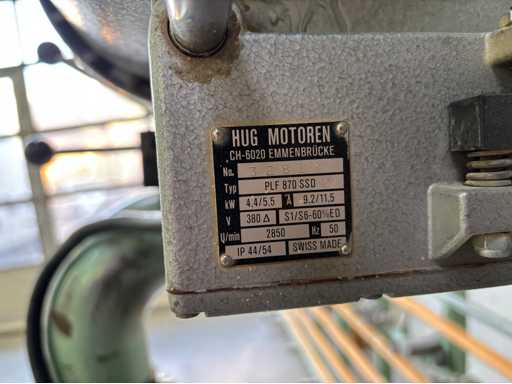 HUG MOTOREN
CH-6020 EMMENBRÜCKE
No.
Typ PLF 870 SSD
kW 4,4/5,5 A 9.2/11,5
V 380 Δ S1/S6-60%ED
U/min 2850 Hz 50
IP 44/54 SWISS MADE